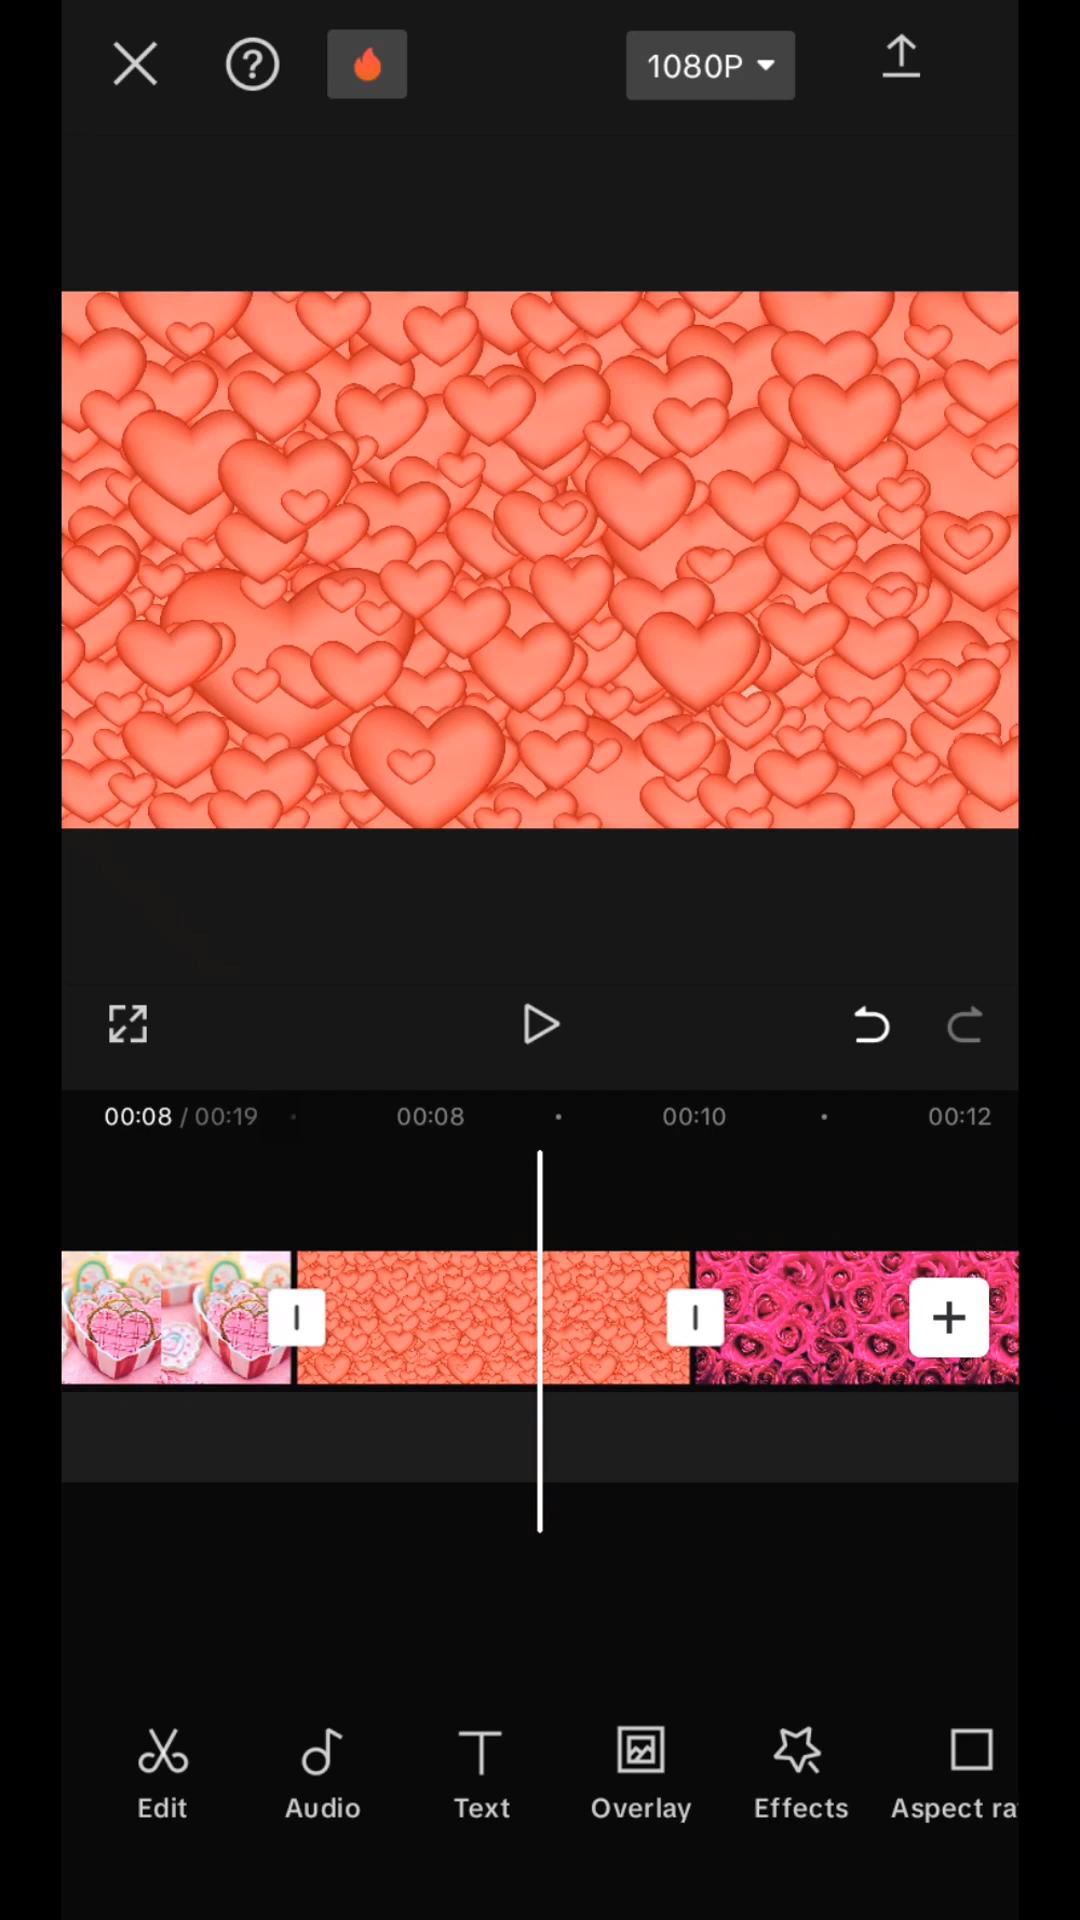 ?
1080P
00:08 / 00:19
00:08
00:10
00:12
Edit
Audio
Text
Overlay
Effects
Aspect ra